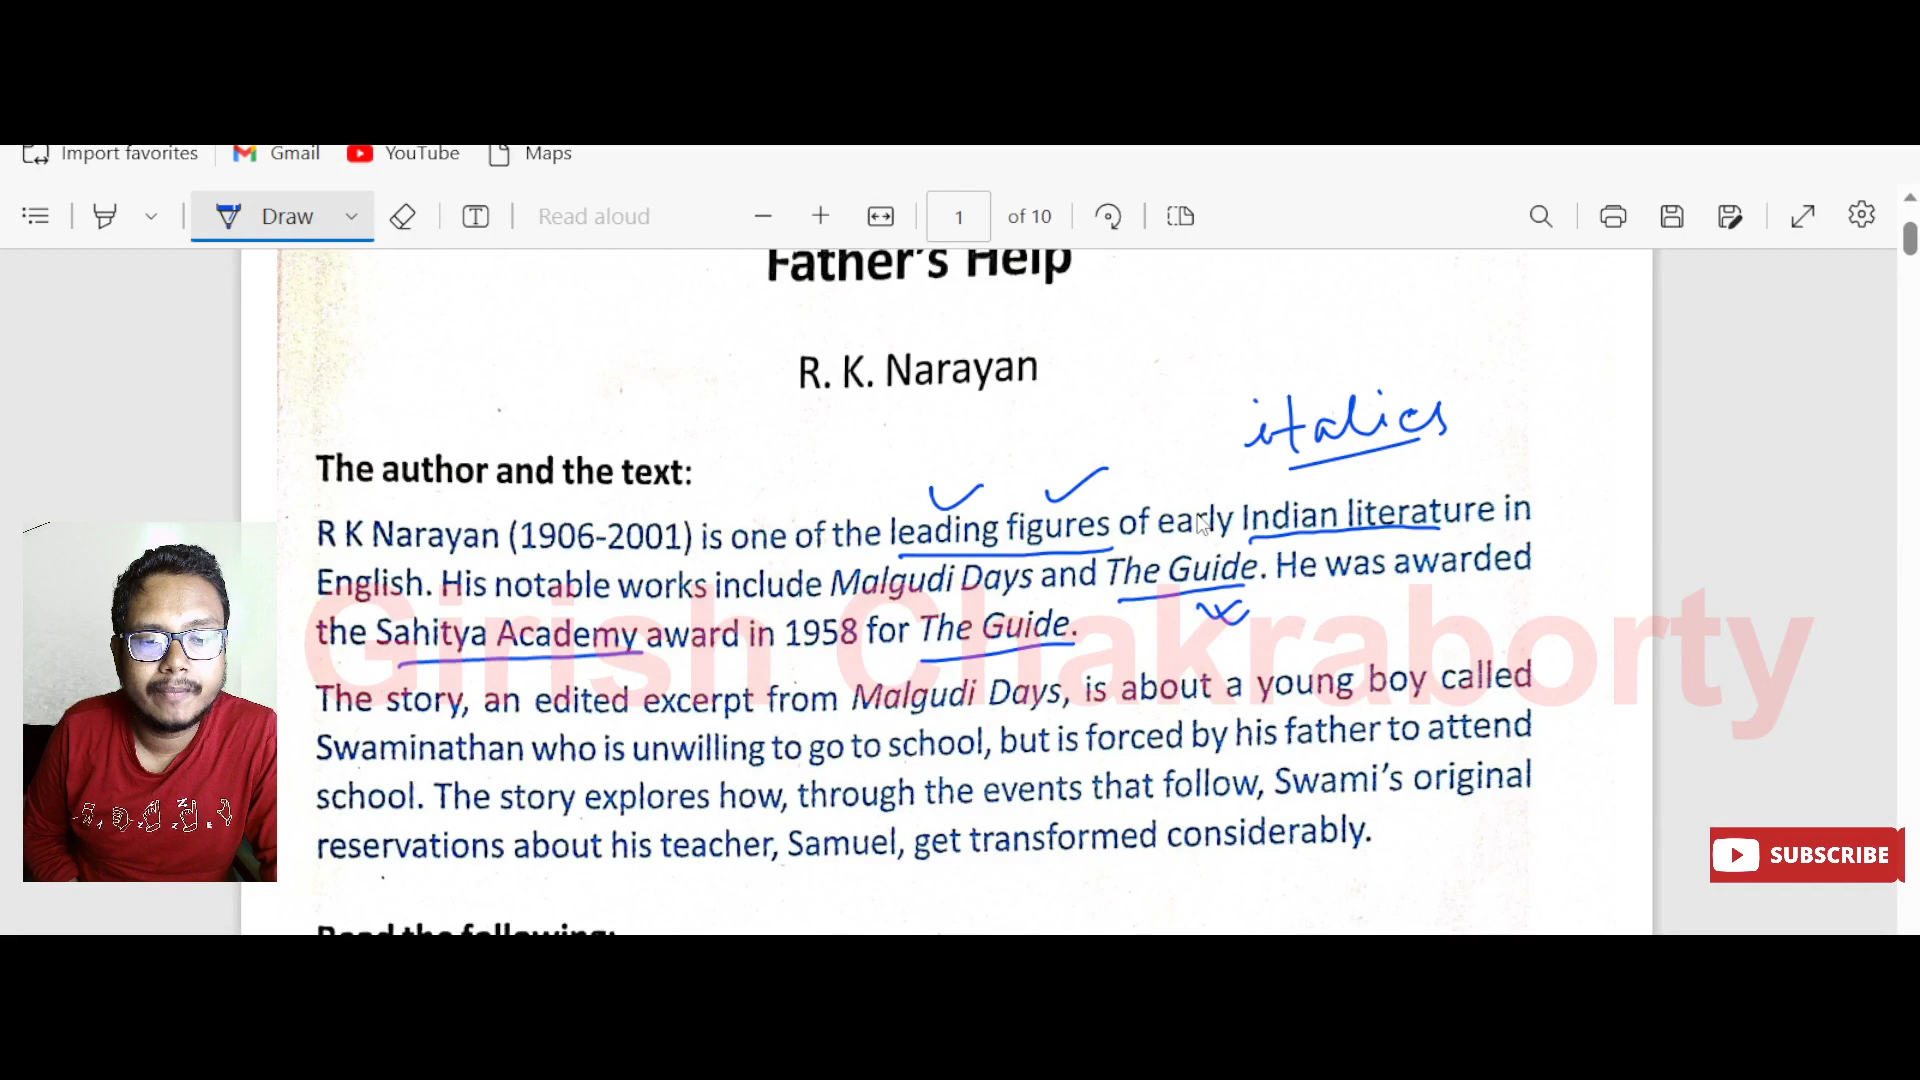 Import favorites Gmail YouTube Maps
Draw Read aloud 1 of 10
Father's Help
R. K. Narayan
italics
The author and the text:
R K Narayan (1906-2001) is one of the leading figures of early Indian literature in
English. His notable works include Malgudi Days and The Guide. He was awarded
the Sahitya Academy award in 1958 for The Guide.
Girish Chakraborty
The story, an edited excerpt from Malgudi Days, is about a young boy called
Swaminathan who is unwilling to go to school, but is forced by his father to attend
school. The story explores how, through the events that follow, Swami's original
reservations about his teacher, Samuel, get transformed considerably.
SUBSCRIBE
Read the following: